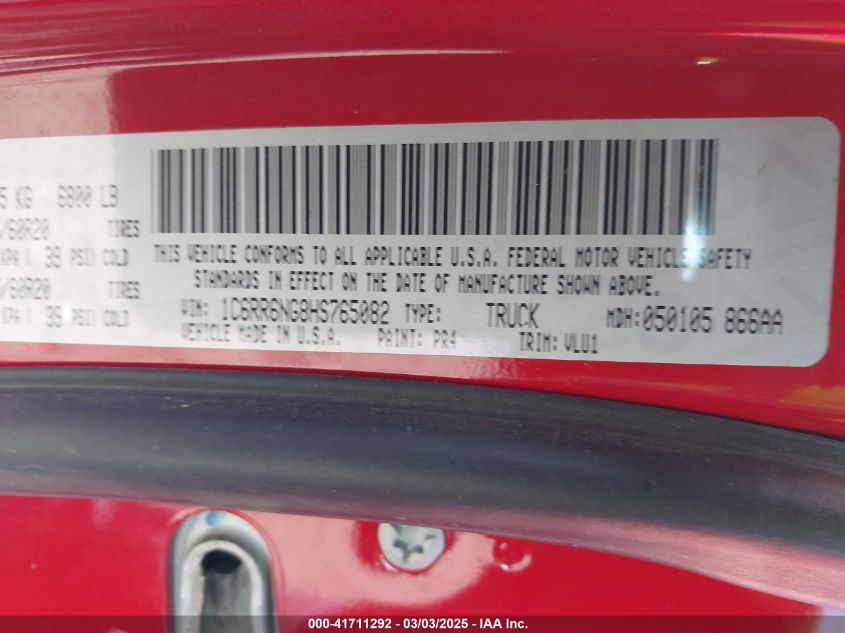 5 KG 6800 LB
/60R20 TIRES
KPA ( 39 PSI) COLD
/60R20 TIRES
KPA ( 39 PSI) COLD
THIS VEHICLE CONFORMS TO ALL APPLICABLE U.S.A. FEDERAL MOTOR VEHICLE SAFETY
STANDARDS IN EFFECT ON THE DATE OF MANUFACTURE SHOWN ABOVE.
VIN: 1C6RR6NG8HS765082 TYPE: TRUCK MDH:050105 866AA
VEHICLE MADE IN U.S.A. PAINT: PR4 TRIM: VLU1
000-41711292 - 03/03/2025 - IAA Inc.